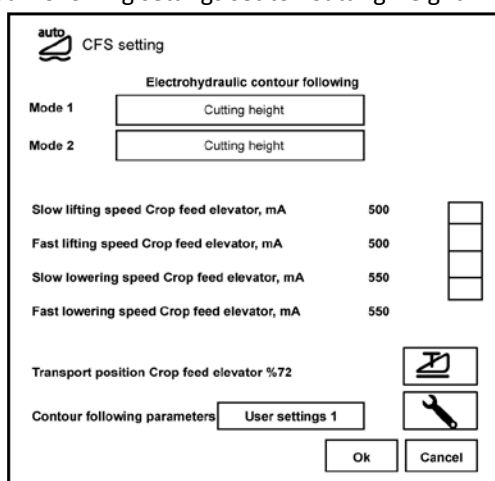 auto
CFS setting
Electrohydraulic contour following
Mode 1 Cutting height
Mode 2 Cutting height
Slow lifting speed Crop feed elevator, mA 500
Fast lifting speed Crop feed elevator, mA 500
Slow lowering speed Crop feed elevator, mA 550
Fast lowering speed Crop feed elevator, mA 550
Transport position Crop feed elevator %72
Contour following parameters User settings 1
Ok Cancel